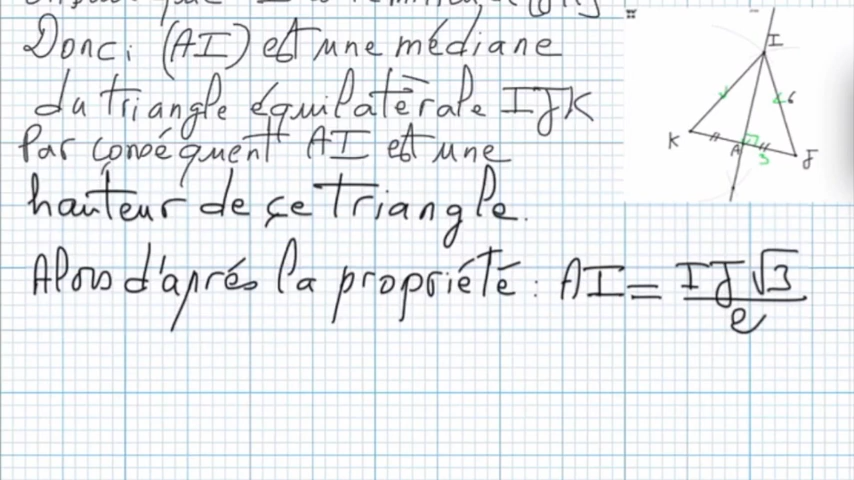 Donc: (AI) est une médiane
du triangle équilatérale IJK
Par conséquent AI est une
hauteur de ce Triangle.
Alors d'aprés la propriété : AI = IJ√3 / 2
I
6
K
A
3
J